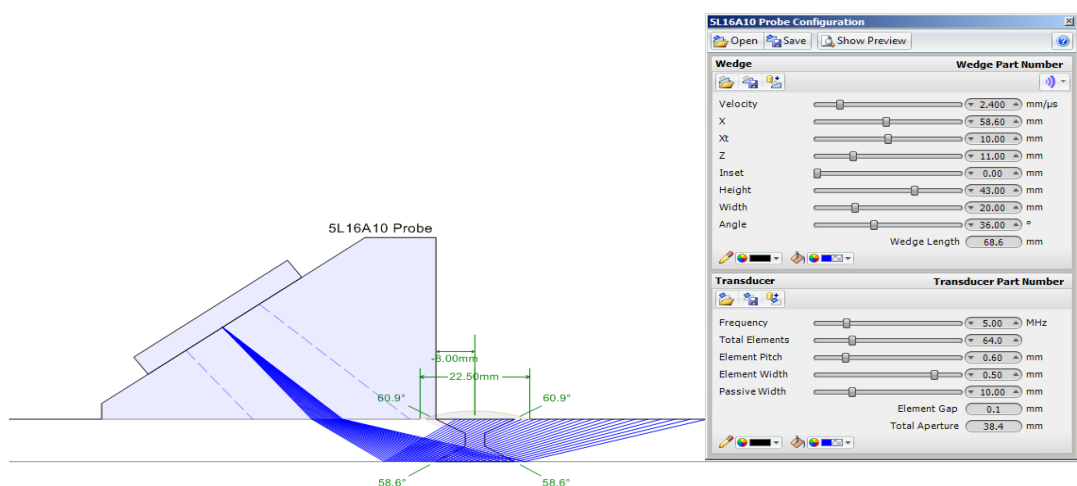 5L16A10 Probe
-8.00mm
22.50mm
60.9° 60.9°
58.6° 58.6°
5L16A10 Probe Configuration
Open Save Show Preview
Wedge Wedge Part Number
Velocity 2.400 mm/µs
X 58.60 mm
Xt 10.00 mm
Z 11.00 mm
Inset 0.00 mm
Height 43.00 mm
Width 20.00 mm
Angle 36.00 °
Wedge Length 68.6 mm
Transducer Transducer Part Number
Frequency 5.00 MHz
Total Elements 64.0
Element Pitch 0.60 mm
Element Width 0.50 mm
Passive Width 10.00 mm
Element Gap 0.1 mm
Total Aperture 38.4 mm